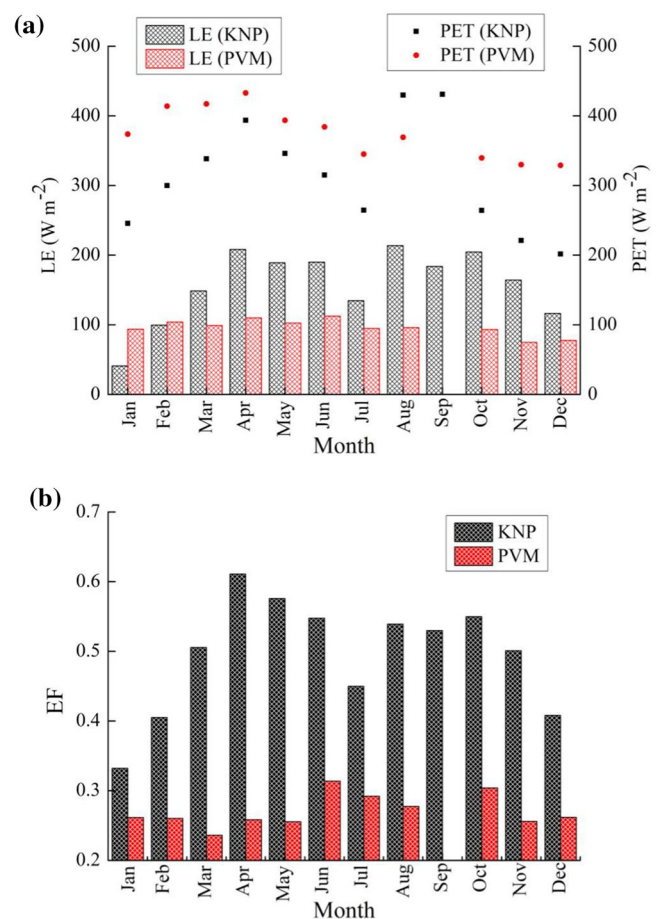 (a)
LE (KNP)
LE (PVM)
PET (KNP)
PET (PVM)
500
400
300
200
100
0
LE (W m-2)
500
400
300
200
100
0
PET (W m-2)
Jan Feb Mar Apr May Jun Jul Aug Sep Oct Nov Dec
Month
(b)
KNP
PVM
0.7
0.6
0.5
0.4
0.3
0.2
EF
Jan Feb Mar Apr May Jun Jul Aug Sep Oct Nov Dec
Month